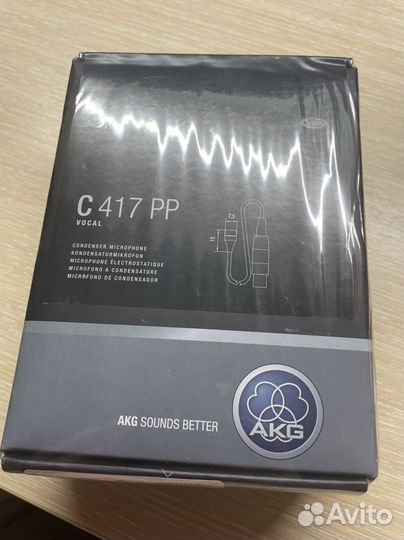 C 417 PP
VOCAL
7,5
15
CONDENSER MICROPHONE
KONDENSATORMIKROFON
MICROPHONE ÉLECTROSTATIQUE
MICROFONO A CONDENSATORE
MICRÓFONO DE CONDENSADOR
AKG SOUNDS BETTER
AKG
Avito